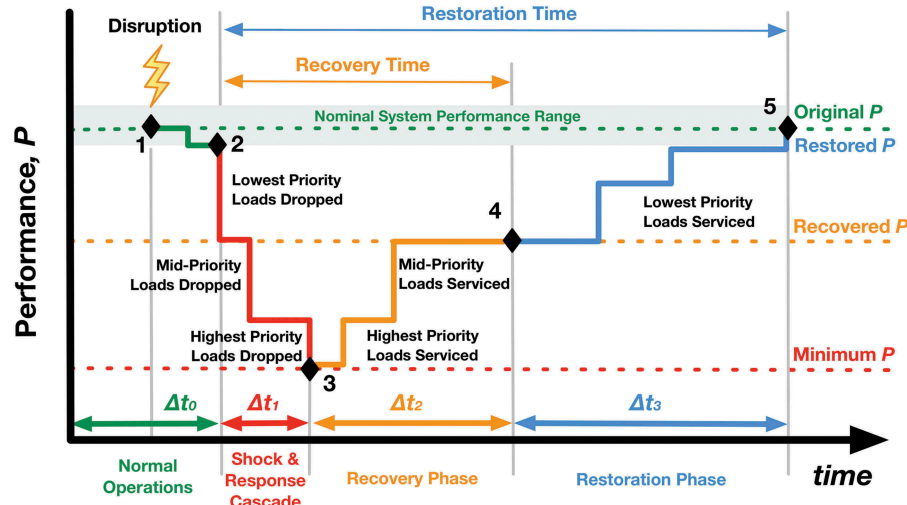 Disruption
Restoration Time
Recovery Time
Nominal System Performance Range
5
Original P
1
2
Restored P
Lowest Priority
Loads Dropped
4
Lowest Priority
Loads Serviced
Recovered P
Mid-Priority
Loads Dropped
Mid-Priority
Loads Serviced
Highest Priority
Loads Dropped
Highest Priority
Loads Serviced
Minimum P
3
Performance, P
Δt₀
Δt₁
Δt₂
Δt₃
time
Normal
Operations
Shock &
Response
Cascade
Recovery Phase
Restoration Phase